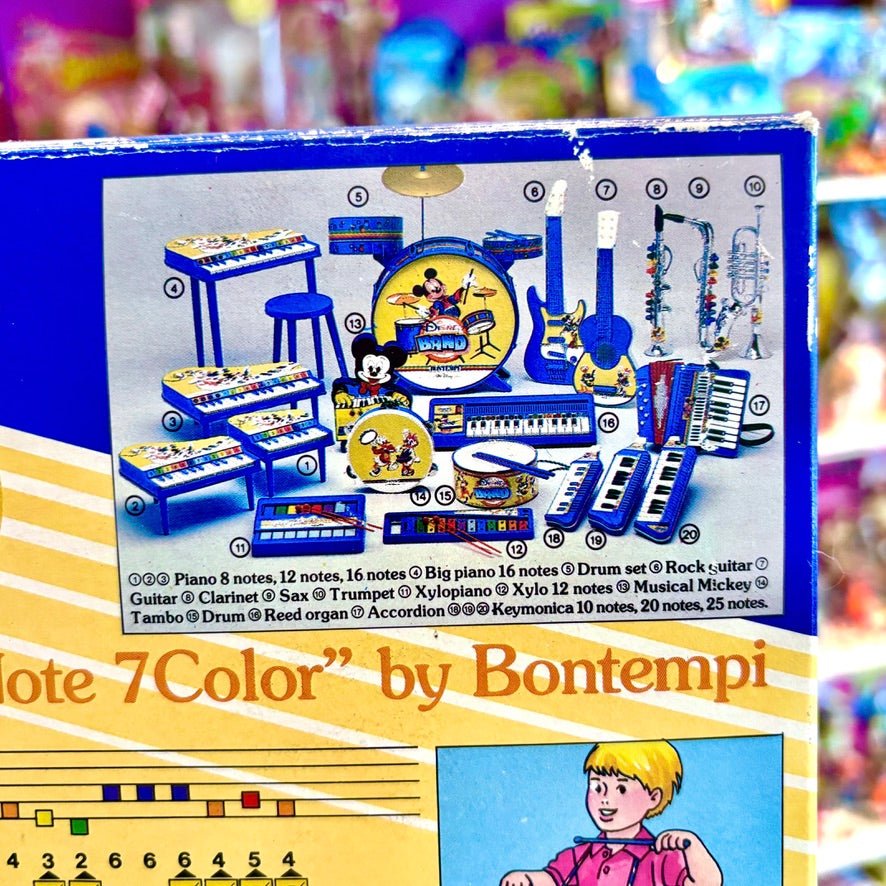 ⑤ ⑥ ⑦ ⑧ ⑨ ⑩
④
⑬
③
⑰
⑯
①
②
⑭ ⑮
⑪ ⑫ ⑱ ⑲ ⑳
BAND
BAND
①②③ Piano 8 notes, 12 notes, 16 notes ④ Big piano 16 notes ⑤ Drum set ⑥ Rock guitar ⑦
Guitar ⑧ Clarinet ⑨ Sax ⑩ Trumpet ⑪ Xylopiano ⑫ Xylo 12 notes ⑬ Musical Mickey ⑭
Tambo ⑮ Drum ⑯ Reed organ ⑰ Accordion ⑱⑲⑳ Keymonica 10 notes, 20 notes, 25 notes.
Note 7Color” by Bontempi
4 3 2 6 6 6 4 5 4